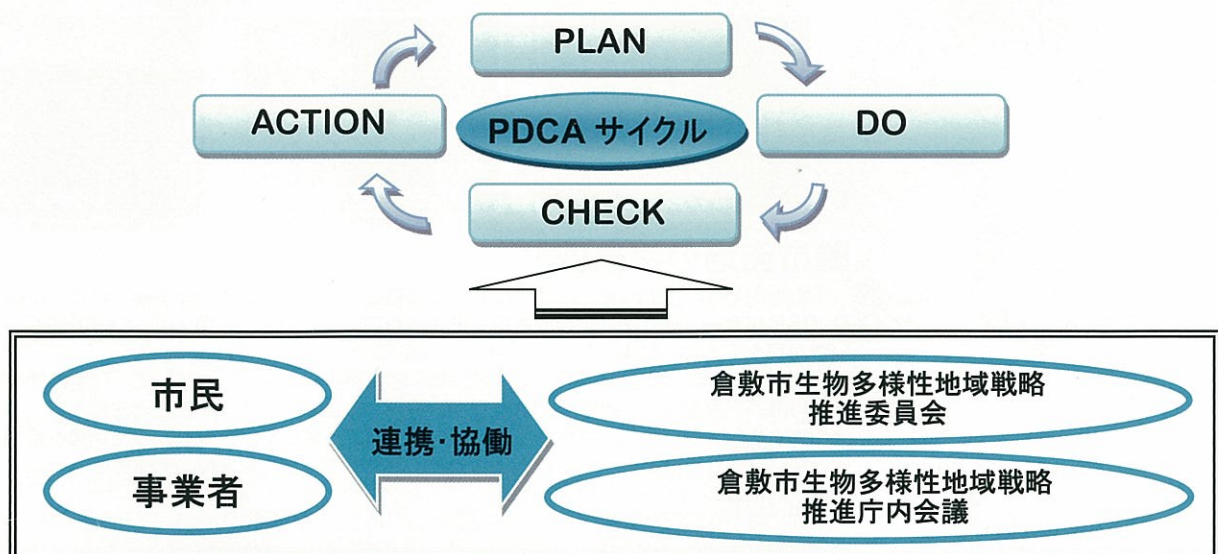 PLAN
ACTION
PDCA サイクル
DO
CHECK
市民
事業者
連携・協働
倉敷市生物多様性地域戦略
推進委員会
倉敷市生物多様性地域戦略
推進庁内会議